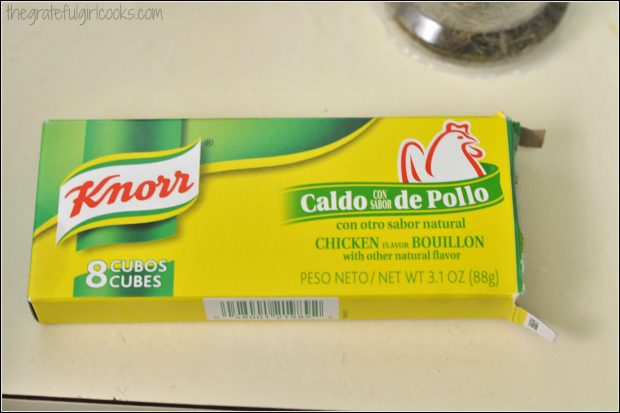 thegratefulgirlcooks.com
Knorr®
8 CUBOS
CUBES
Caldo CON SABOR de Pollo
con otro sabor natural
CHICKEN FLAVOR BOUILLON
with other natural flavor
PESO NETO / NET WT 3.1 OZ (88g)